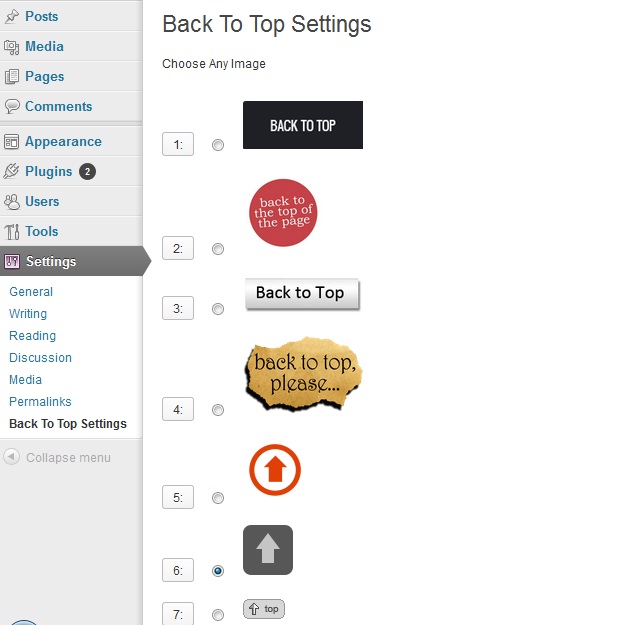 Posts
Media
Pages
Comments
Appearance
Plugins 2
Users
Tools
Settings
General
Writing
Reading
Discussion
Media
Permalinks
Back To Top Settings
Collapse menu
Back To Top Settings
Choose Any Image
1:
BACK TO TOP
2:
back to
the top of
the page
3:
Back to Top
4:
back to top,
please...
5:
6:
7:
top